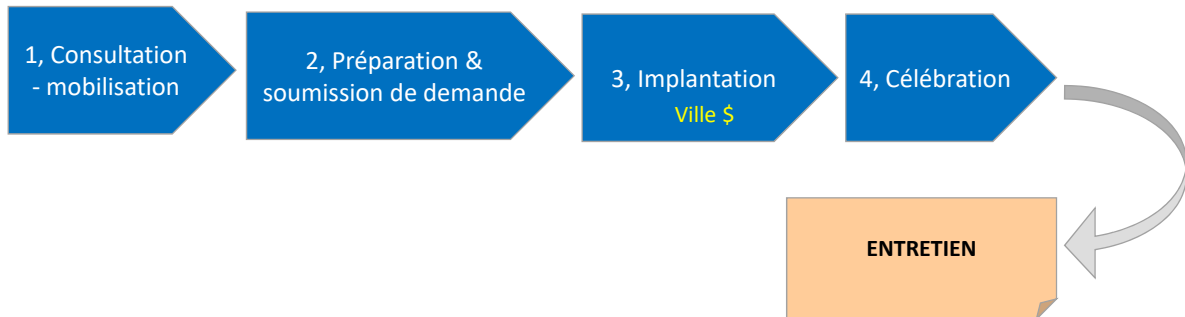 1, Consultation
- mobilisation
2, Préparation &
soumission de demande
3, Implantation
Ville $
4, Célébration
ENTRETIEN